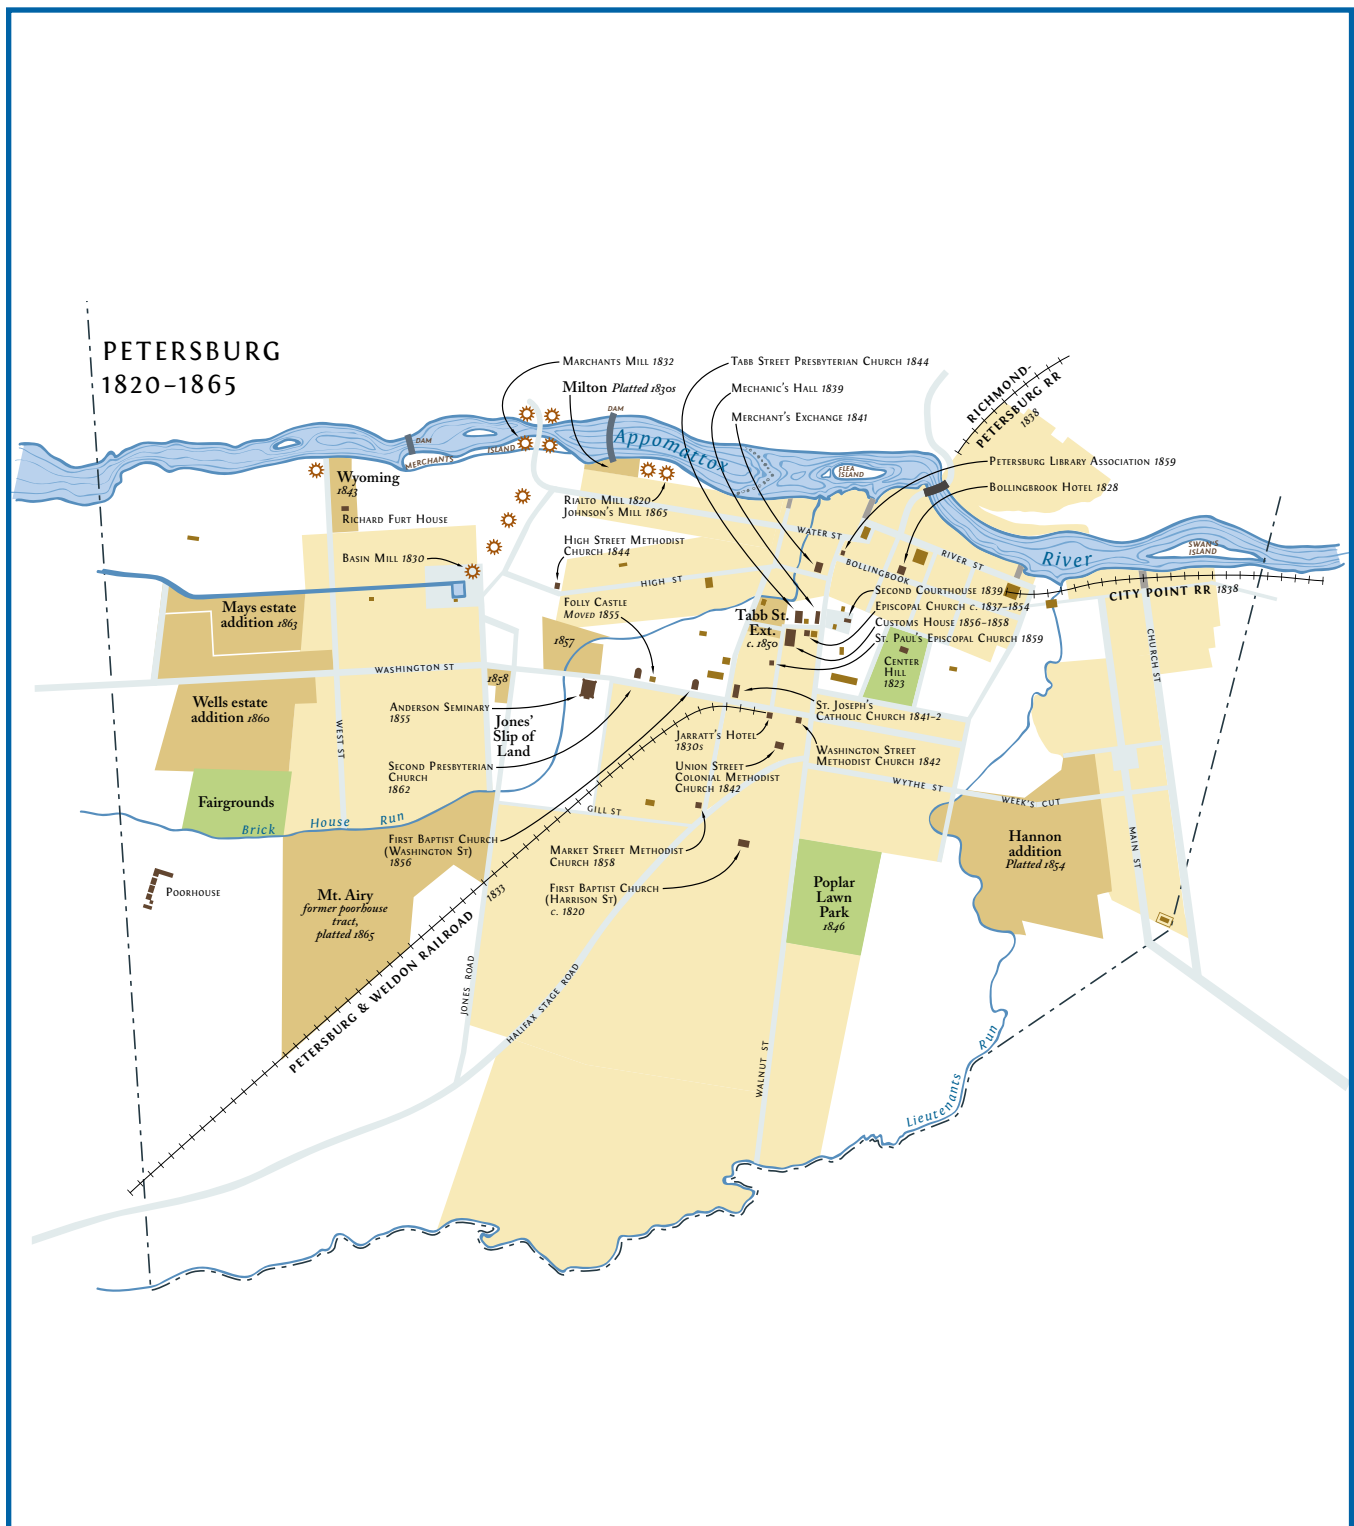 PETERSBURG
1820–1865
Marchants Mill 1832
Milton Platted 1830s
Tabb Street Presbyterian Church 1844
Mechanic's Hall 1839
Merchant's Exchange 1841
RICHMOND-
PETERSBURG RR
1838
DAM
DAM
MERCHANTS
ISLAND
Appomattox
FLEA
ISLAND
Petersburg Library Association 1859
Bollingbrook Hotel 1828
Wyoming
1843
Richard Furt House
Rialto Mill 1820
Johnson's Mill 1865
WATER ST
RIVER ST
BOLLINGBROOK
River
SWAN'S
ISLAND
CITY POINT RR 1838
High Street Methodist
Church 1844
Basin Mill 1830
HIGH ST
Second Courthouse 1839
Episcopal Church c. 1837–1854
Customs House 1856–1858
St. Paul's Episcopal Church 1859
Folly Castle
Moved 1855
Mays estate
addition 1863
Tabb St.
Ext.
c. 1850
1857
Center
Hill
1823
CHURCH ST
WASHINGTON ST
1858
Wells estate
addition 1860
Anderson Seminary
1855
Jones'
Slip of
Land
WEST ST
St. Joseph's
Catholic Church 1841–2
Jarratt's Hotel
1830s
Washington Street
Methodist Church 1842
Second Presbyterian
Church
1862
Union Street
Colonial Methodist
Church 1842
WYTHE ST
WEEK'S CUT
Fairgrounds
Brick House Run
GILL ST
First Baptist Church
(Washington St)
1856
Market Street Methodist
Church 1858
Hannon
addition
Platted 1854
MAIN ST
First Baptist Church
(Harrison St)
c. 1820
Poplar
Lawn
Park
1846
Poorhouse
Mt. Airy
former poorhouse
tract,
platted 1865
PETERSBURG & WELDON RAILROAD
1833
JONES ROAD
HALIFAX STAGE ROAD
WALNUT ST
Lieutenants Run